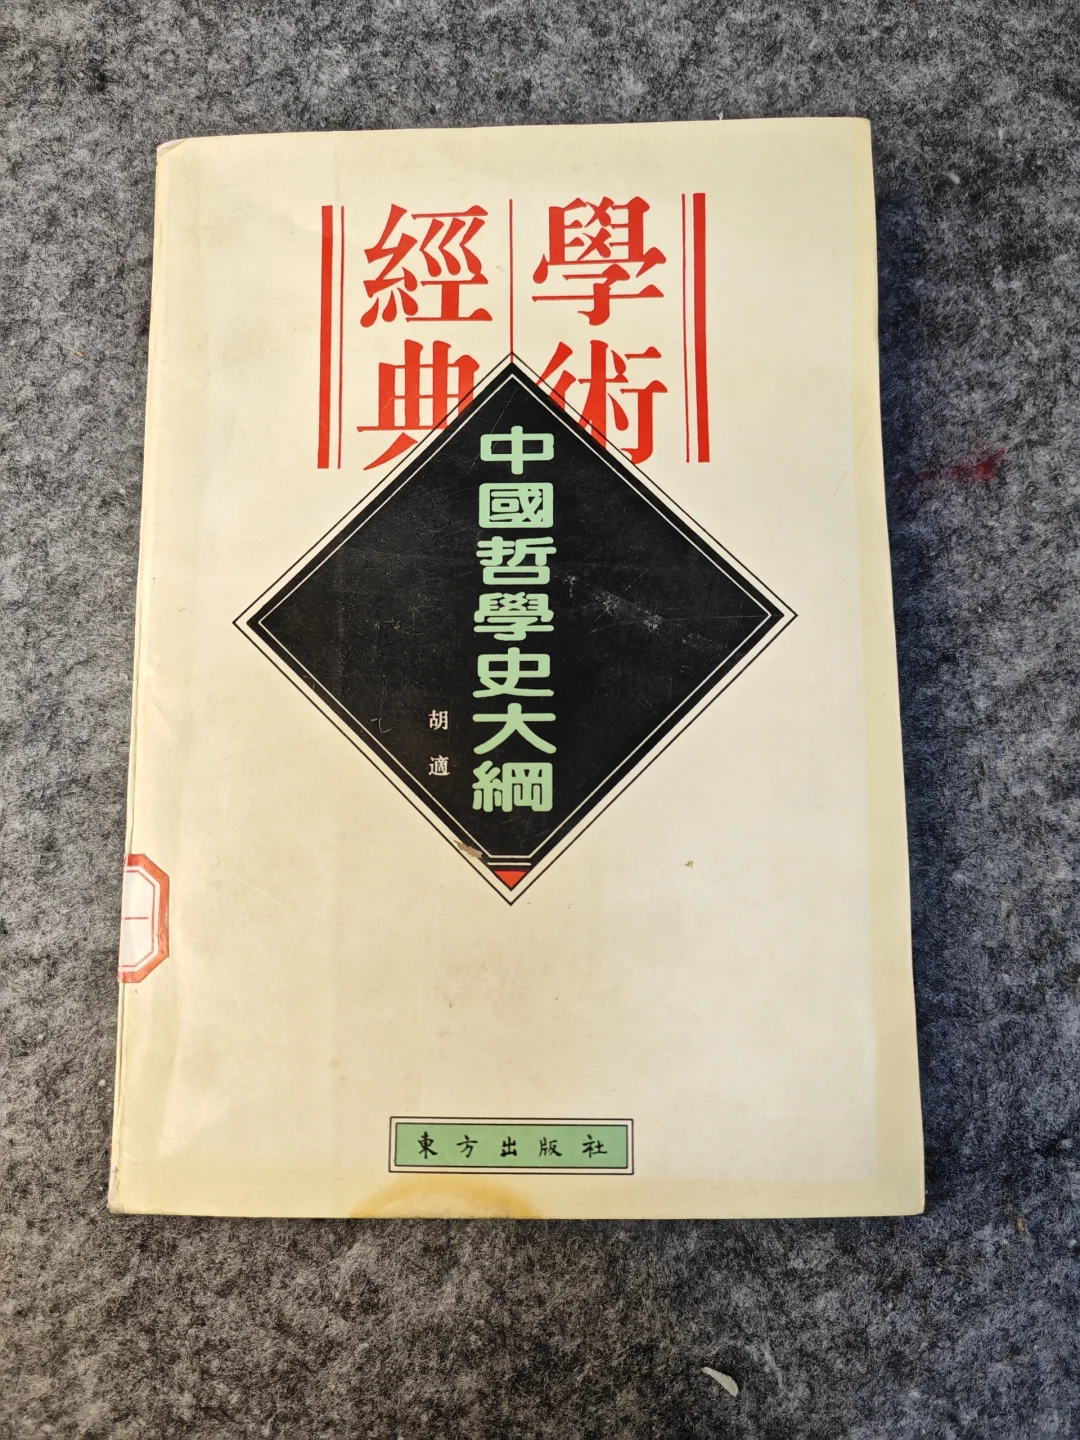 學術
經典
中國哲學史大綱
胡適
東方出版社